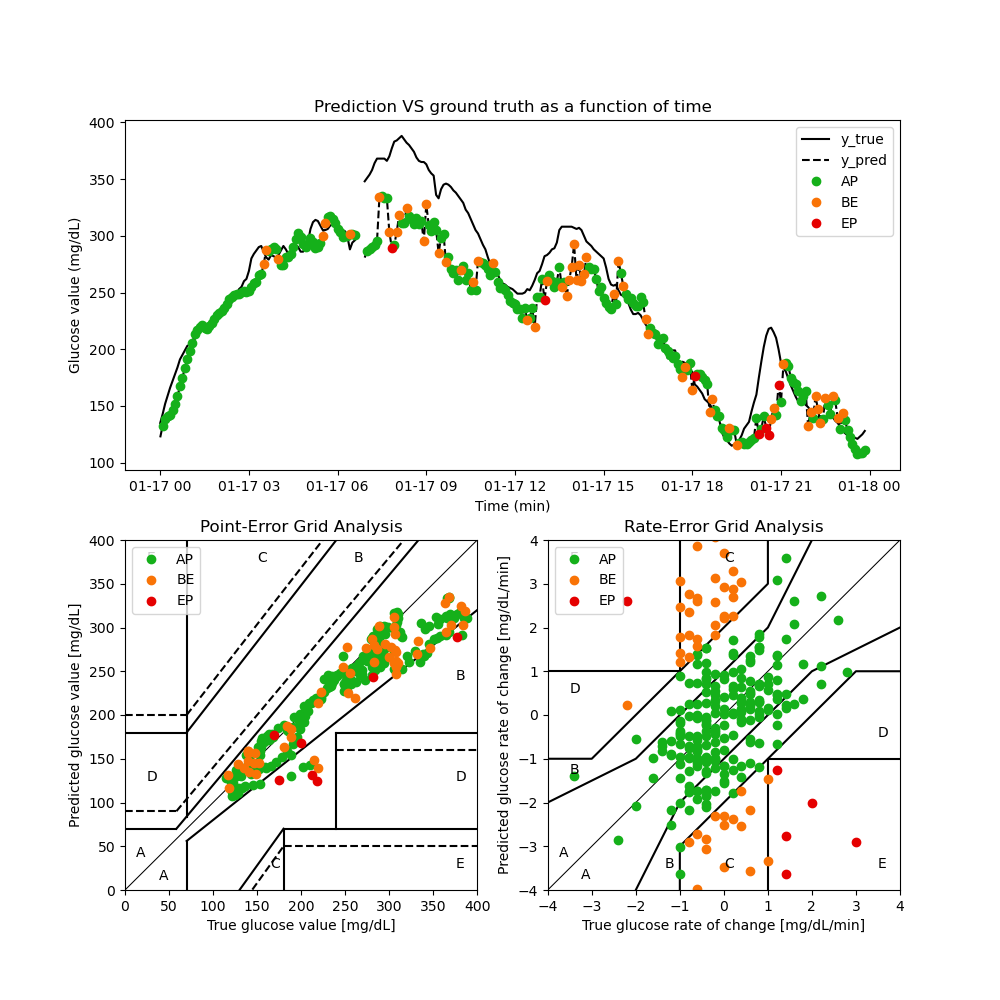 Prediction VS ground truth as a function of time
Glucose value (mg/dL)
400
350
300
250
200
150
100
y_true
y_pred
AP
BE
EP
01-17 00 01-17 03 01-17 06 01-17 09 01-17 12 01-17 15 01-17 18 01-17 21 01-18 00
Time (min)
Point-Error Grid Analysis
Predicted glucose value [mg/dL]
400
350
300
250
200
150
100
50
0
AP
BE
EP
C
B
B
D
D
A
A
C
E
0 50 100 150 200 250 300 350 400
True glucose value [mg/dL]
Rate-Error Grid Analysis
Predicted glucose rate of change [mg/dL/min]
4
3
2
1
0
−1
−2
−3
−4
AP
BE
EP
C
D
D
B
A
A
B
C
E
−4 −3 −2 −1 0 1 2 3 4
True glucose rate of change [mg/dL/min]